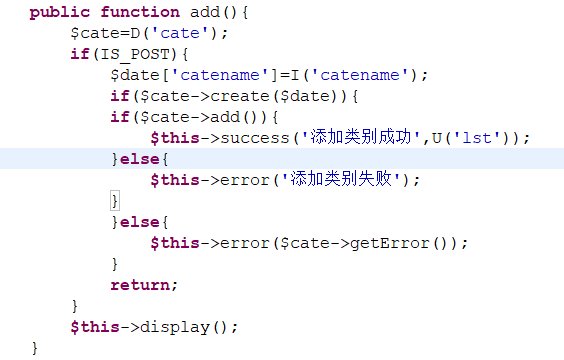 public function add(){
    $cate=D('cate');
    if(IS_POST){
        $date['catename']=I('catename');
        if($cate->create($date)){
        if($cate->add()){
            $this->success('添加类别成功',U('lst'));
        }else{
            $this->error('添加类别失败');
        }
        }else{
            $this->error($cate->getError());
        }
        return;
    }
    $this->display();
}